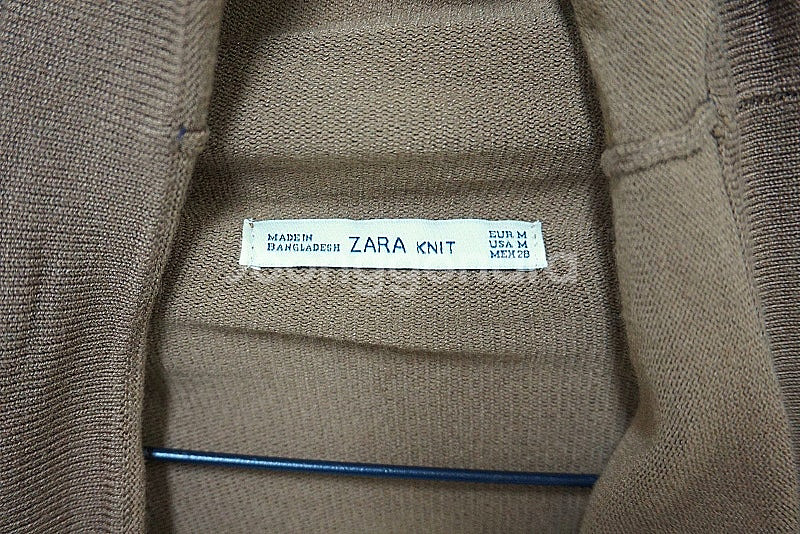 MADE IN
BANGLADESH
ZARA KNIT
EUR M
USA M
MEX 28